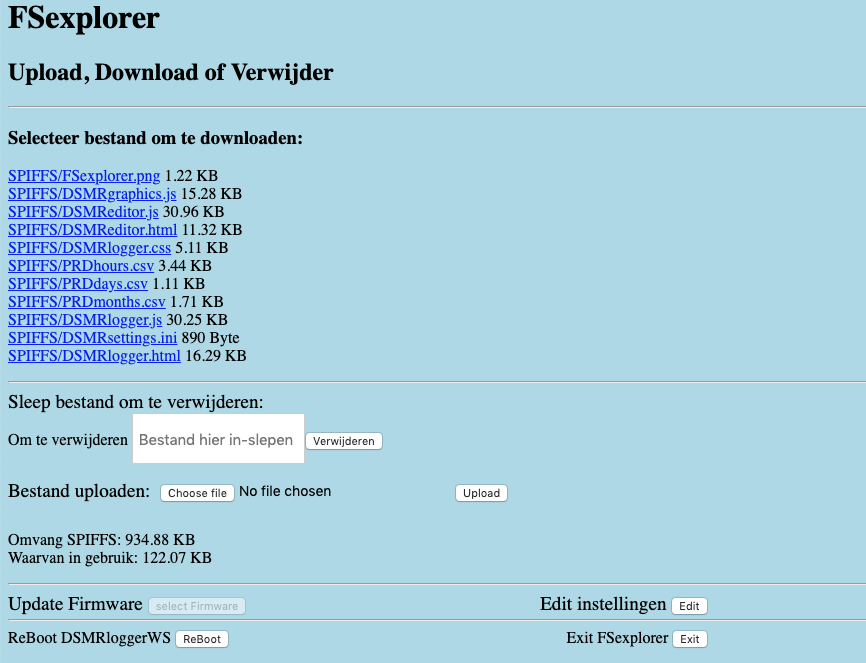 FSexplorer
Upload, Download of Verwijder
Selecteer bestand om te downloaden:
SPIFFS/FSexplorer.png 1.22 KB
SPIFFS/DSMRgraphics.js 15.28 KB
SPIFFS/DSMReditor.js 30.96 KB
SPIFFS/DSMReditor.html 11.32 KB
SPIFFS/DSMRlogger.css 5.11 KB
SPIFFS/PRDhours.csv 3.44 KB
SPIFFS/PRDdays.csv 1.11 KB
SPIFFS/PRDmonths.csv 1.71 KB
SPIFFS/DSMRlogger.js 30.25 KB
SPIFFS/DSMRsettings.ini 890 Byte
SPIFFS/DSMRlogger.html 16.29 KB
Sleep bestand om te verwijderen:
Om te verwijderen Bestand hier in-slepen Verwijderen
Bestand uploaden: Choose file No file chosen Upload
Omvang SPIFFS: 934.88 KB
Waarvan in gebruik: 122.07 KB
Update Firmware select Firmware Edit instellingen Edit
ReBoot DSMRloggerWS ReBoot Exit FSexplorer Exit